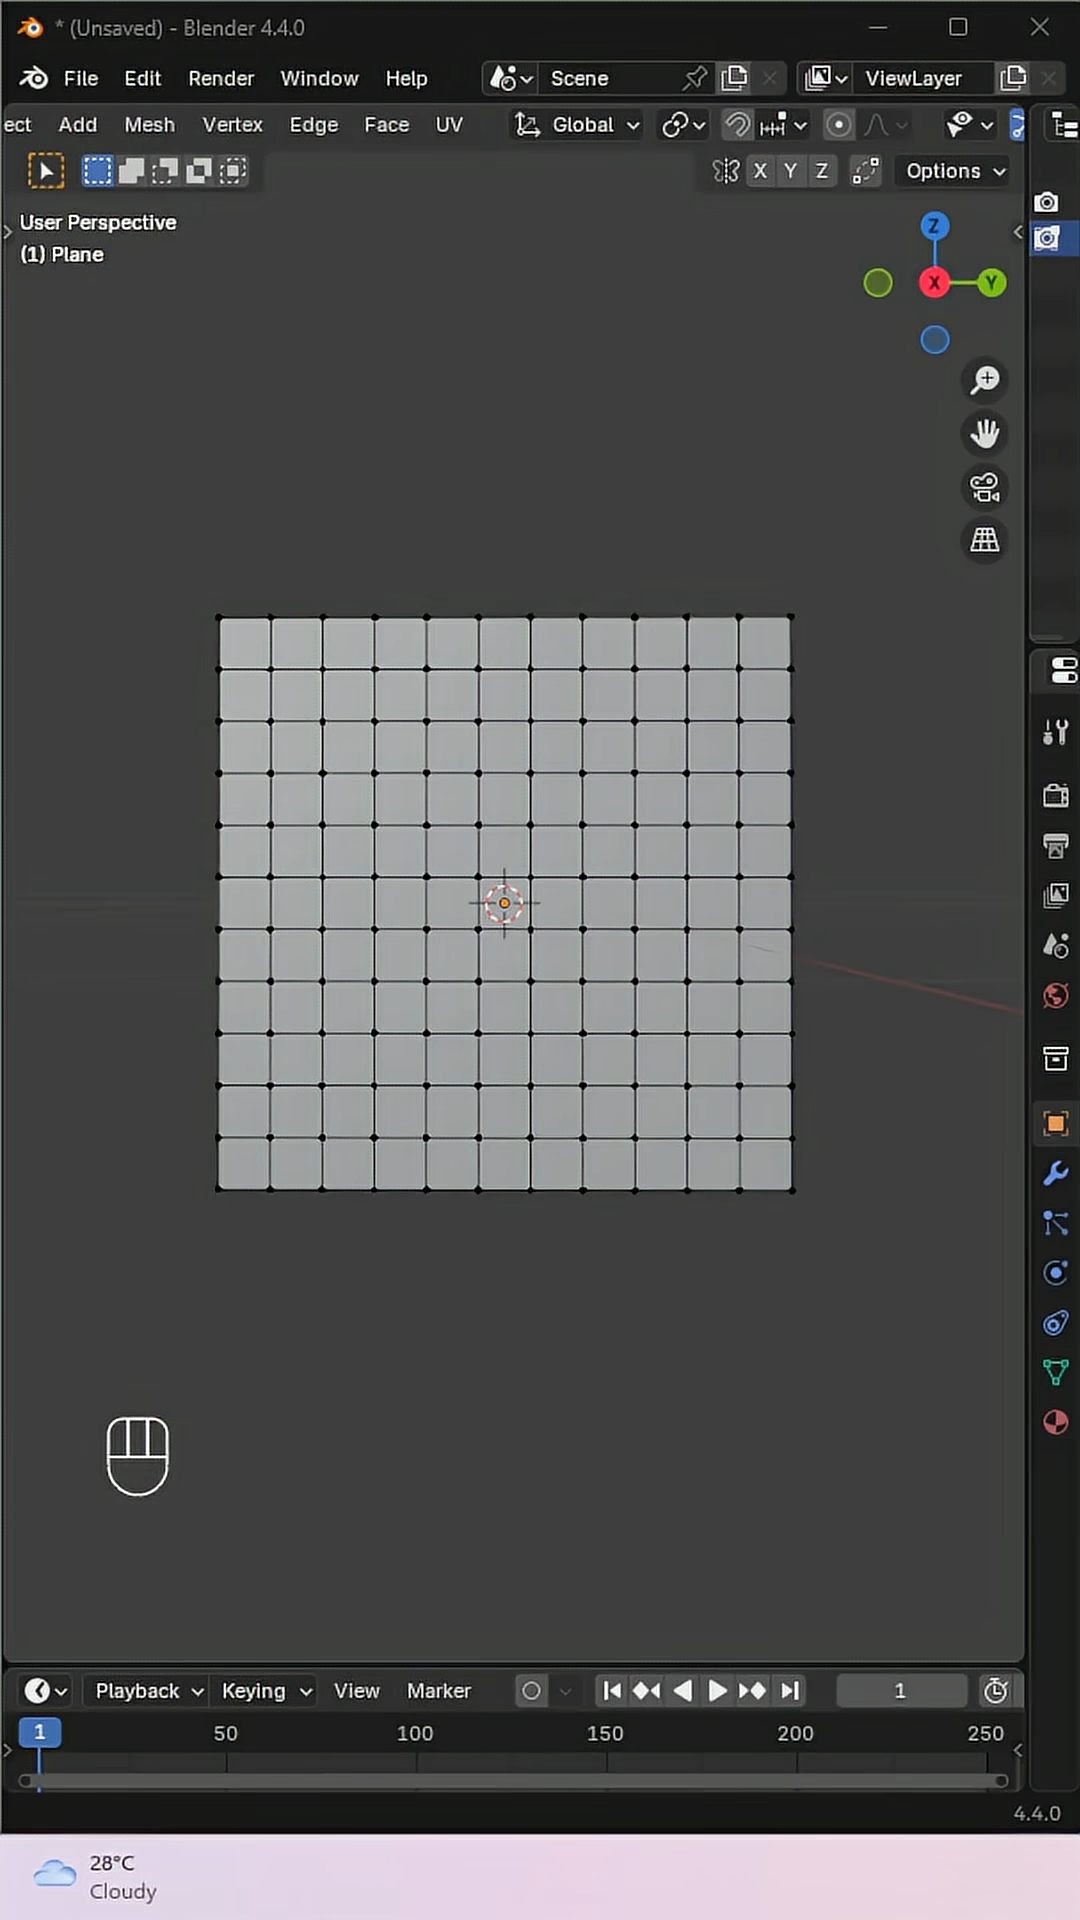 * (Unsaved) - Blender 4.4.0
File Edit Render Window Help Scene ViewLayer
ect Add Mesh Vertex Edge Face UV Global
X Y Z Options
User Perspective
(1) Plane
Z
X Y
Playback Keying View Marker 1
1 50 100 150 200 250
4.4.0
28°C
Cloudy